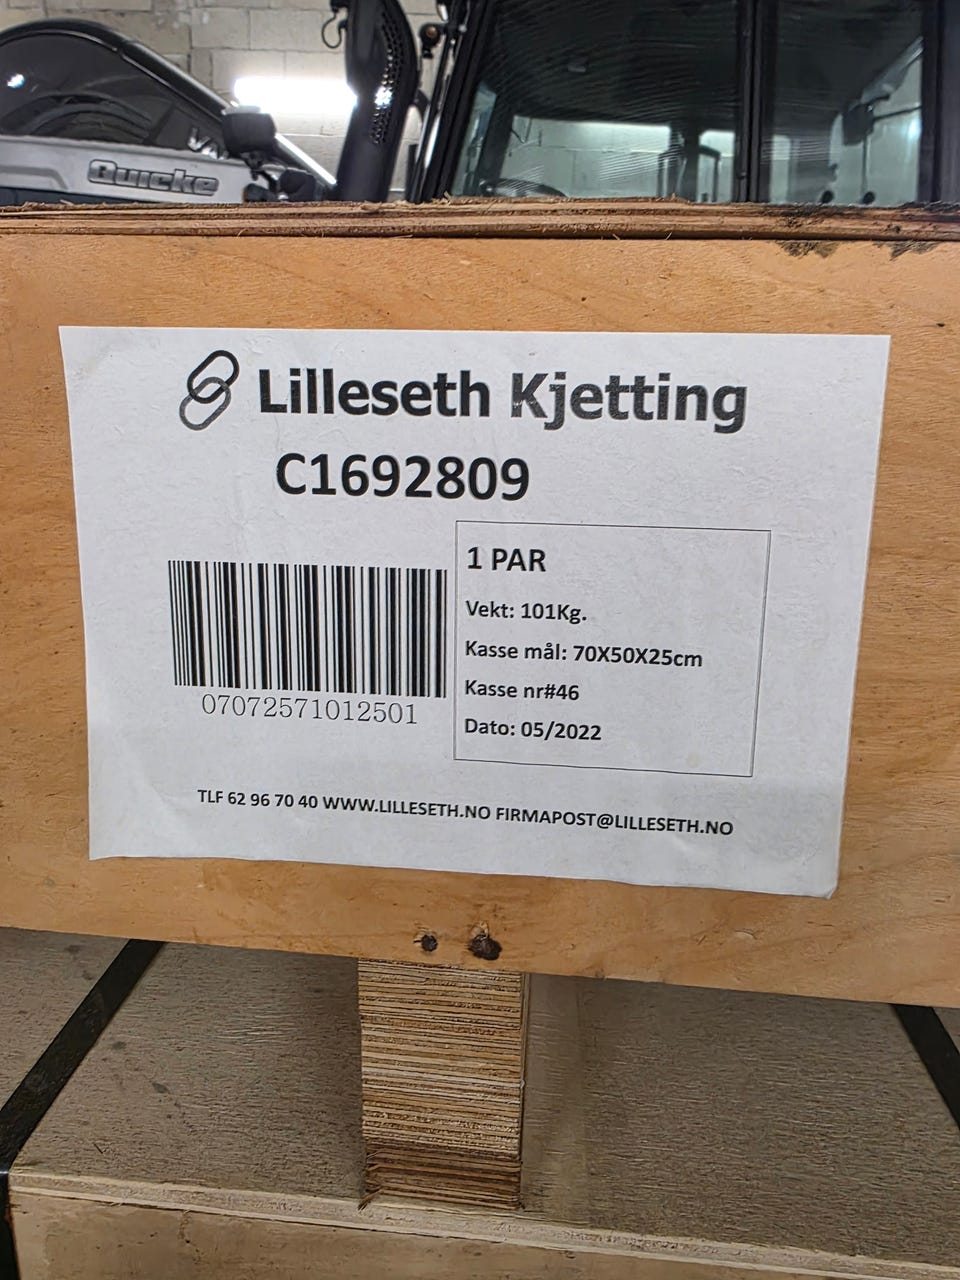 Quicke
Lilleseth Kjetting
C1692809
1 PAR
Vekt: 101Kg.
Kasse mål: 70X50X25cm
Kasse nr#46
Dato: 05/2022
07072571012501
TLF 62 96 70 40 WWW.LILLESETH.NO FIRMAPOST@LILLESETH.NO